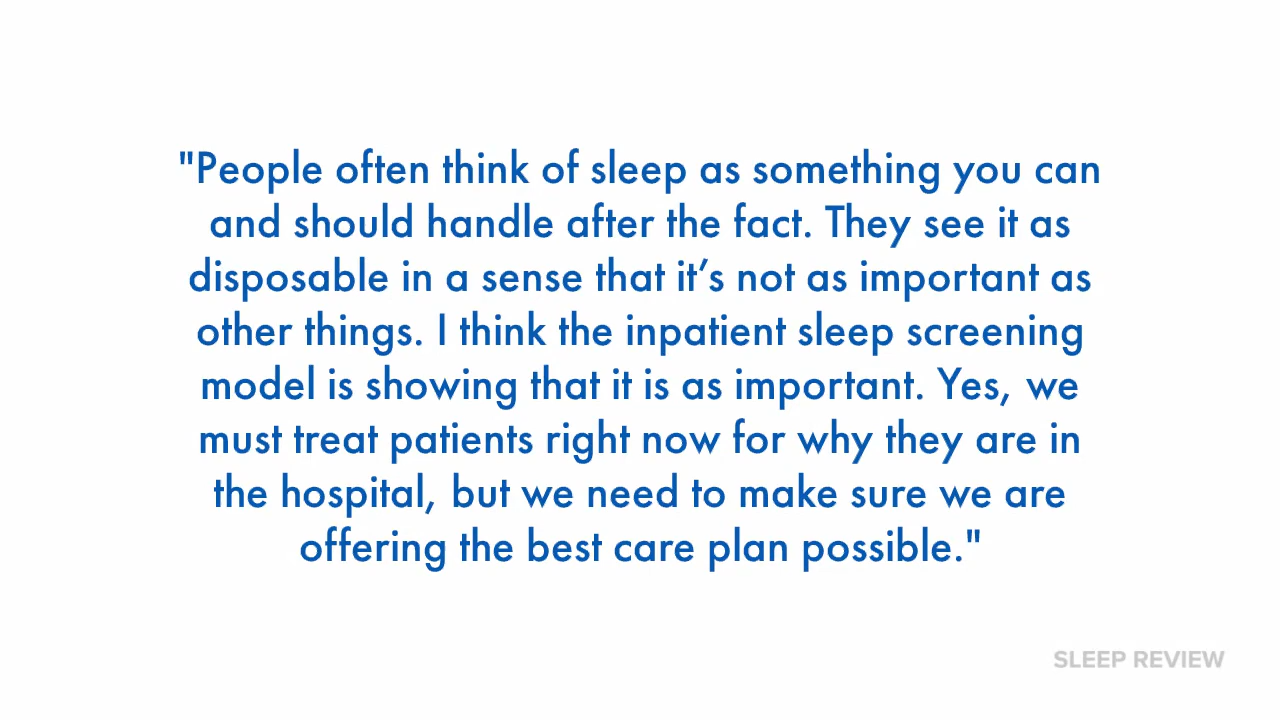 "People often think of sleep as something you can
and should handle after the fact. They see it as
disposable in a sense that it’s not as important as
other things. I think the inpatient sleep screening
model is showing that it is as important. Yes, we
must treat patients right now for why they are in
the hospital, but we need to make sure we are
offering the best care plan possible."
SLEEP REVIEW